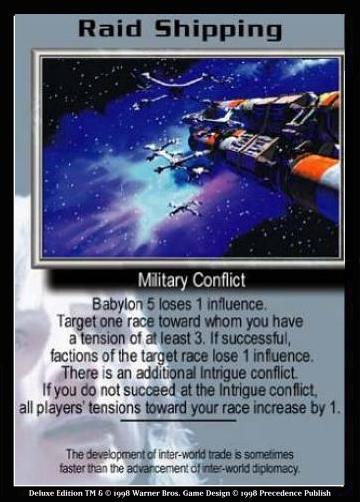 Raid Shipping
Military Conflict
Babylon 5 loses 1 influence.
Target one race toward whom you have
a tension of at least 3. If successful,
factions of the target race lose 1 influence.
There is an additional Intrigue conflict.
If you do not succeed at the Intrigue conflict,
all players' tensions toward your race increase by 1.
The development of inter-world trade is sometimes
faster than the advancement of inter-world diplomacy.
Deluxe Edition TM & © 1998 Warner Bros. Game Design © 1998 Precedence Publish